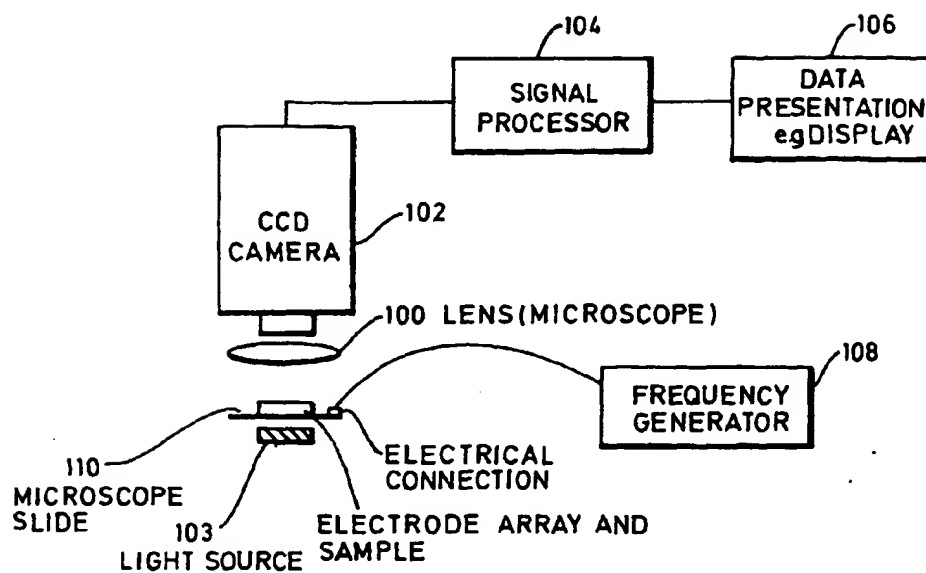 104
106
SIGNAL
PROCESSOR
DATA
PRESENTATION
e.g DISPLAY
CCD
CAMERA
102
100 LENS(MICROSCOPE)
108
FREQUENCY
GENERATOR
110
MICROSCOPE
SLIDE
103
LIGHT SOURCE
ELECTRICAL
CONNECTION
ELECTRODE ARRAY AND
SAMPLE